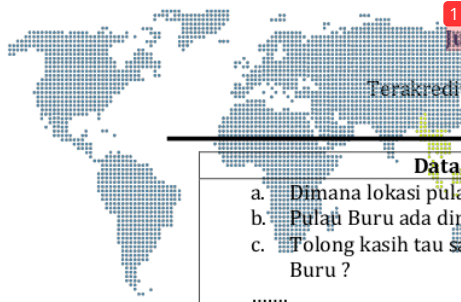 1
Terakredi
Data
a. Dimana lokasi pula
b. Pulau Buru ada di
c. Tolong kasih tau s
Buru ?
.......